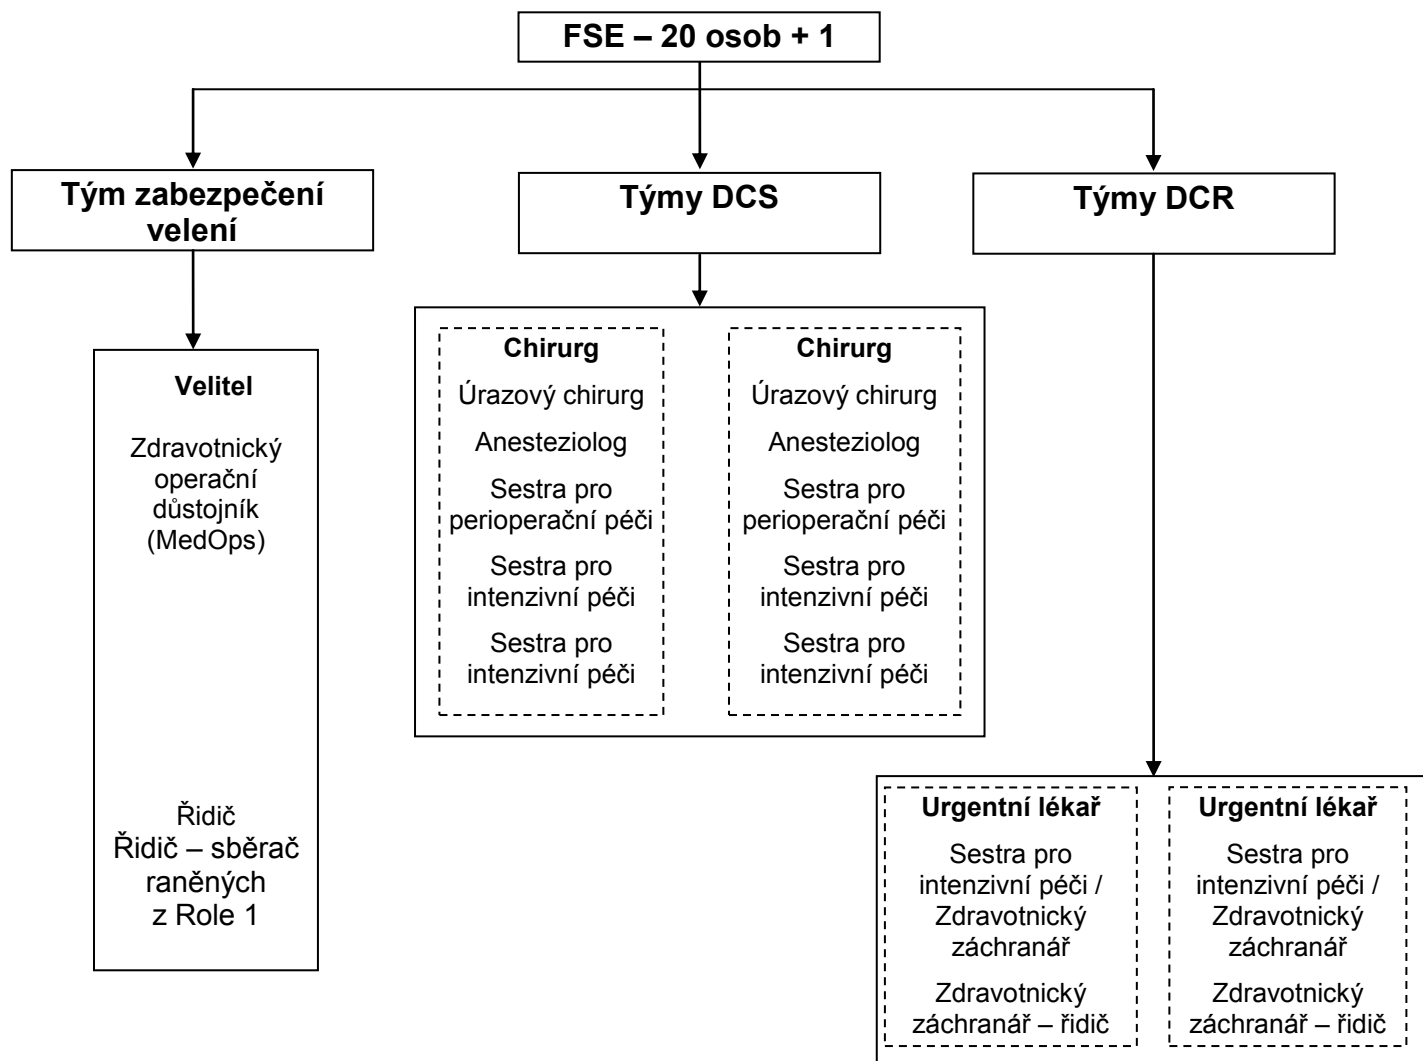 FSE – 20 osob + 1
Tým zabezpečení
velení
Týmy DCS
Týmy DCR
Velitel
Zdravotnický
operační
důstojník
(MedOps)
Řidič
Řidič – sběrač
raněných
z Role 1
Chirurg
Úrazový chirurg
Anesteziolog
Sestra pro
perioperační péči
Sestra pro
intenzivní péči
Sestra pro
intenzivní péči
Chirurg
Úrazový chirurg
Anesteziolog
Sestra pro
perioperační péči
Sestra pro
intenzivní péči
Sestra pro
intenzivní péči
Urgentní lékař
Sestra pro
intenzivní péči /
Zdravotnický
záchranář
Zdravotnický
záchranář – řidič
Urgentní lékař
Sestra pro
intenzivní péči /
Zdravotnický
záchranář
Zdravotnický
záchranář – řidič